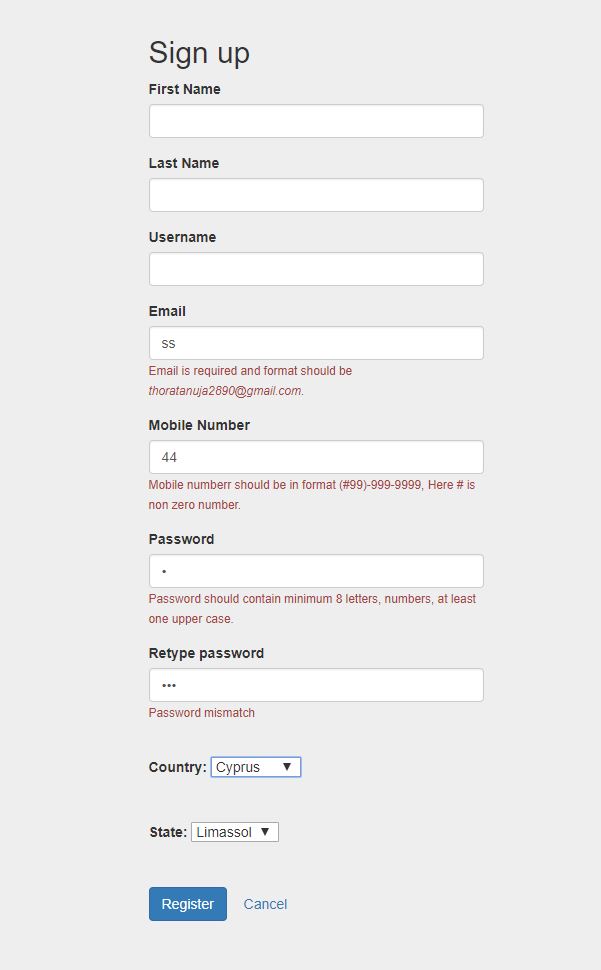 Sign up
First Name
Last Name
Username
Email
ss
Email is required and format should be
thoratanuja2890@gmail.com.
Mobile Number
44
Mobile numberr should be in format (#99)-999-9999, Here # is
non zero number.
Password
•
Password should contain minimum 8 letters, numbers, at least
one upper case.
Retype password
•••
Password mismatch
Country: Cyprus ▼
State: Limassol ▼
Register Cancel